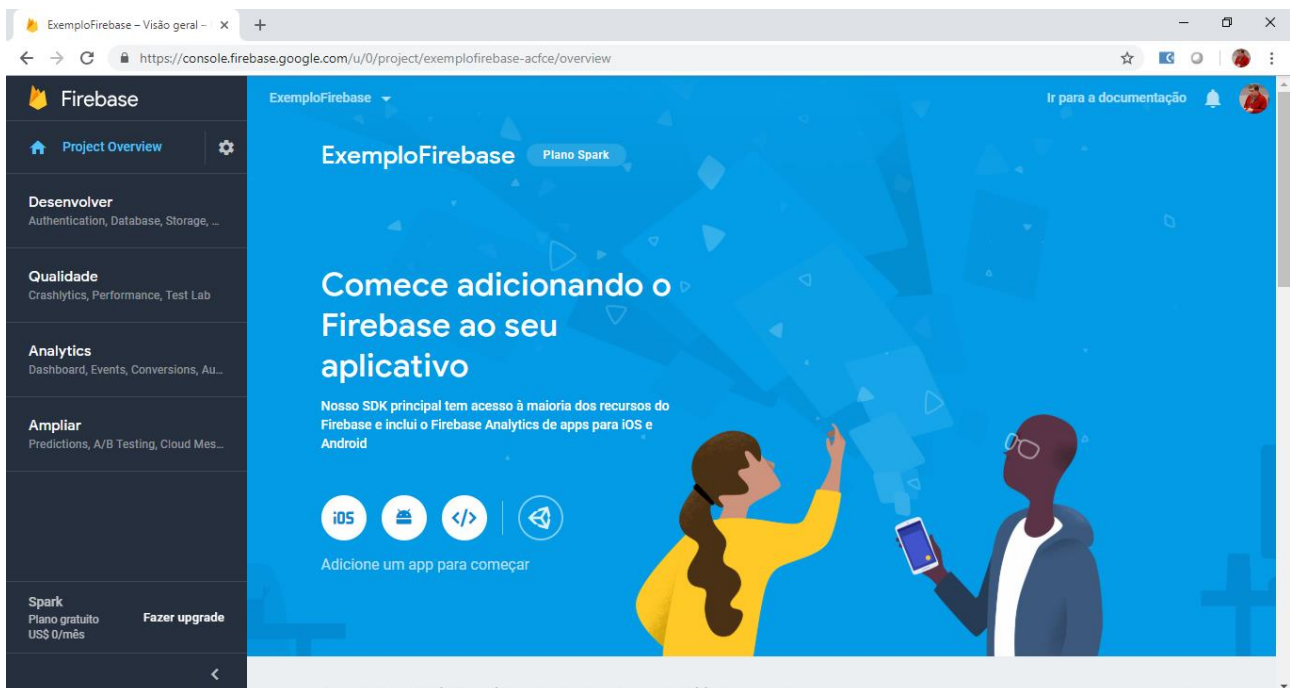 ExemploFirebase – Visão geral –
https://console.firebase.google.com/u/0/project/exemplofirebase-acfce/overview
Firebase
ExemploFirebase
Ir para a documentação
Project Overview
ExemploFirebase
Plano Spark
Desenvolver
Authentication, Database, Storage, ...
Qualidade
Crashlytics, Performance, Test Lab
Analytics
Dashboard, Events, Conversions, Au...
Ampliar
Predictions, A/B Testing, Cloud Mes...
Comece adicionando o
Firebase ao seu
aplicativo
Nosso SDK principal tem acesso à maioria dos recursos do
Firebase e inclui o Firebase Analytics de apps para iOS e
Android
iOS
</>
Adicione um app para começar
Spark
Plano gratuito
US$ 0/mês
Fazer upgrade